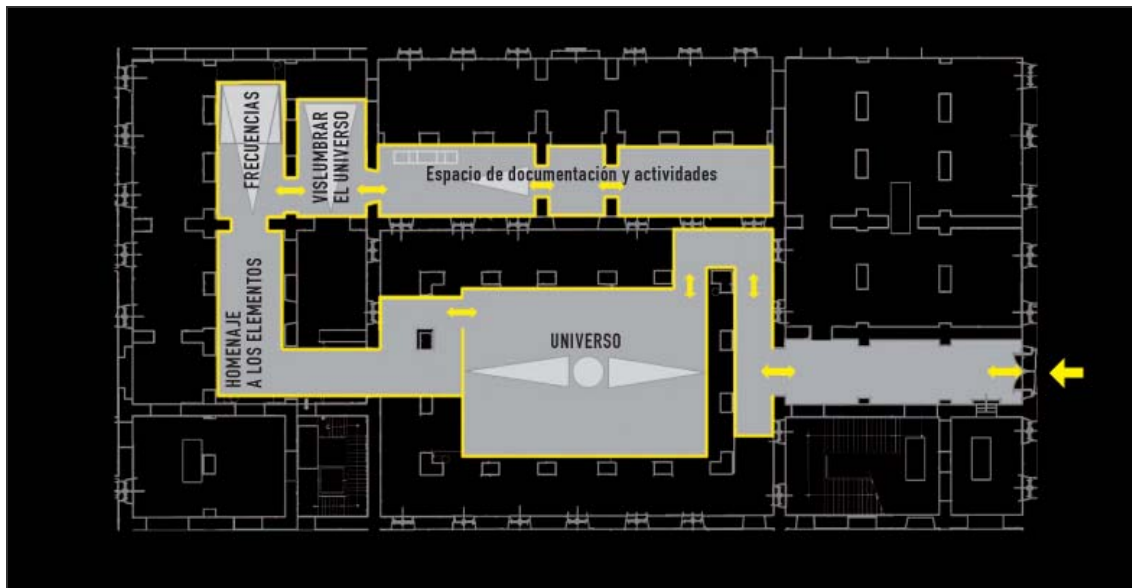 FRECUENCIAS
VISLUMBRAR
EL UNIVERSO
Espacio de documentación y actividades
HOMENAJE
A LOS ELEMENTOS
UNIVERSO